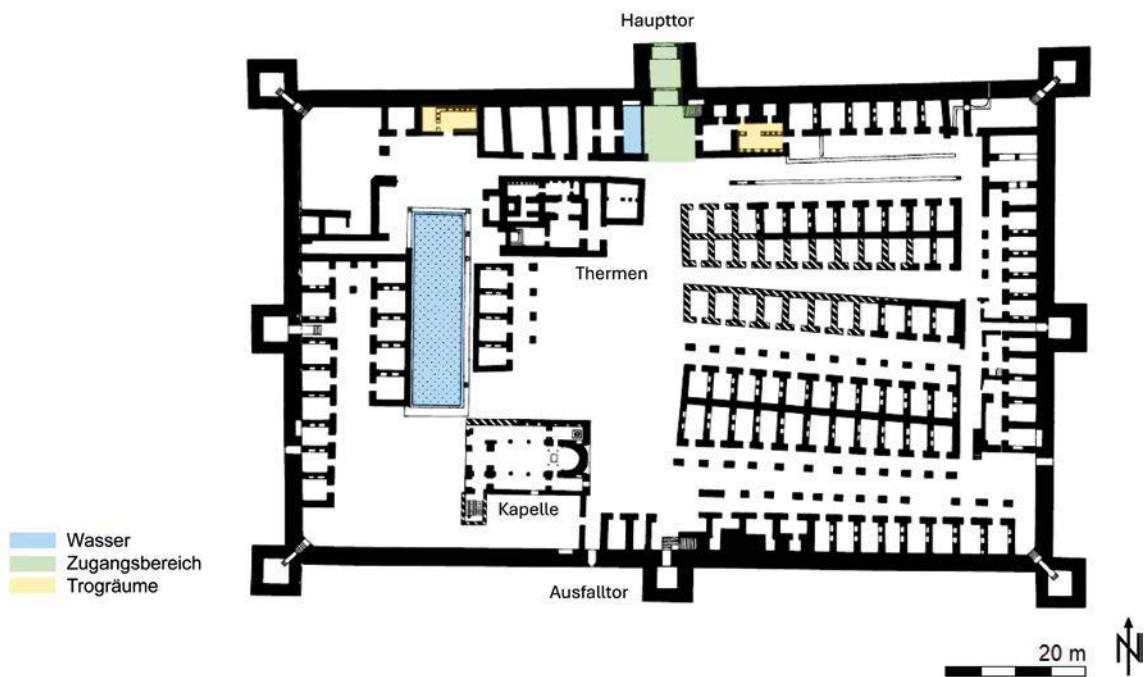 Haupttor
Thermen
Kapelle
Ausfalltor
Wasser
Zugangsbereich
Trogräume
20 m
N